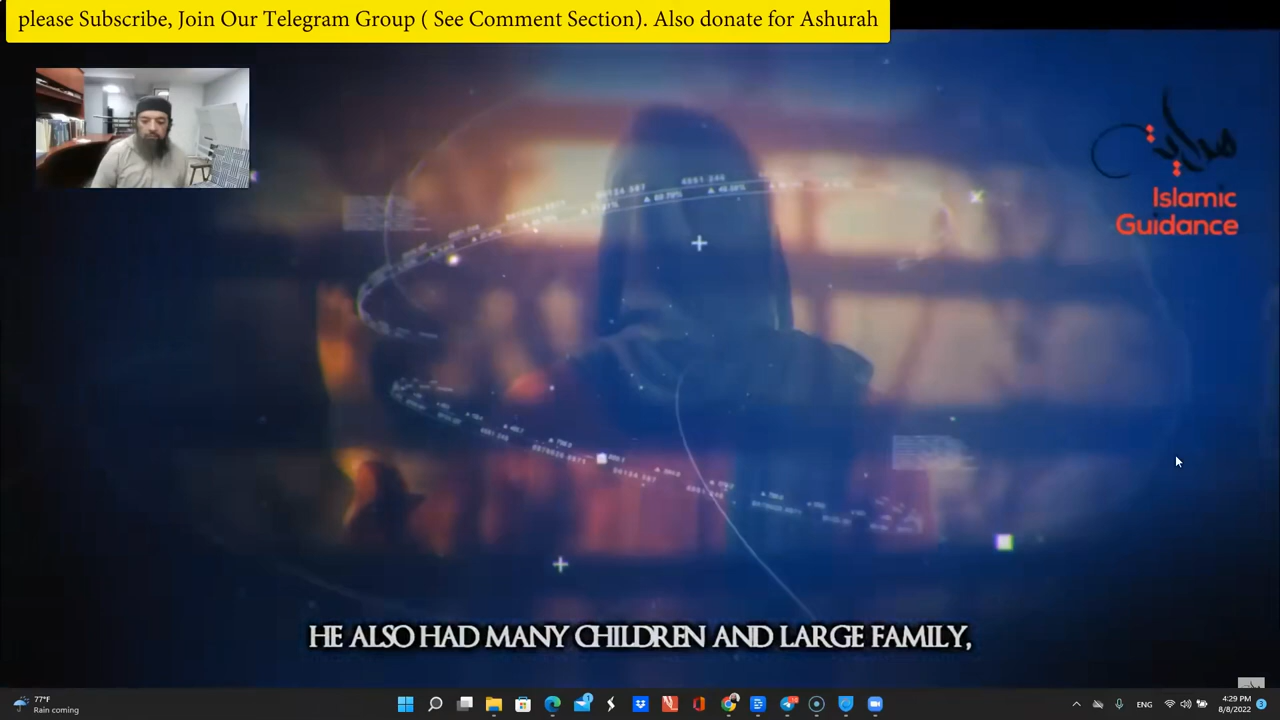 please Subscribe, Join Our Telegram Group ( See Comment Section). Also donate for Ashurah
هداية
Islamic
Guidance
HE ALSO HAD MANY CHILDREN AND LARGE FAMILY,
77°F
Rain coming
ENG
4:29 PM
8/8/2022